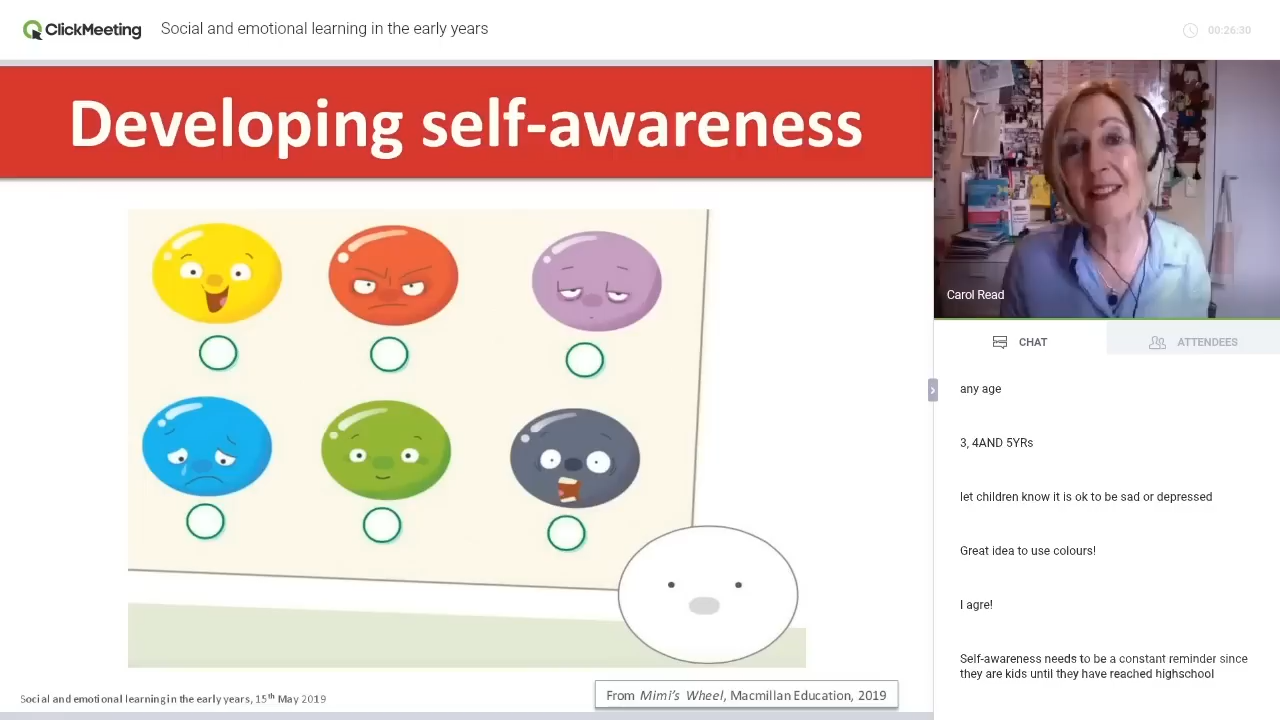 ClickMeeting
Social and emotional learning in the early years
00:26:30
Developing self-awareness
Carol Read
CHAT
ATTENDEES
any age
3, 4AND 5YRs
let children know it is ok to be sad or depressed
Great idea to use colours!
I agre!
Self-awareness needs to be a constant reminder since
they are kids until they have reached highschool
Social and emotional learning in the early years, 15th May 2019
From Mimi's Wheel, Macmillan Education, 2019